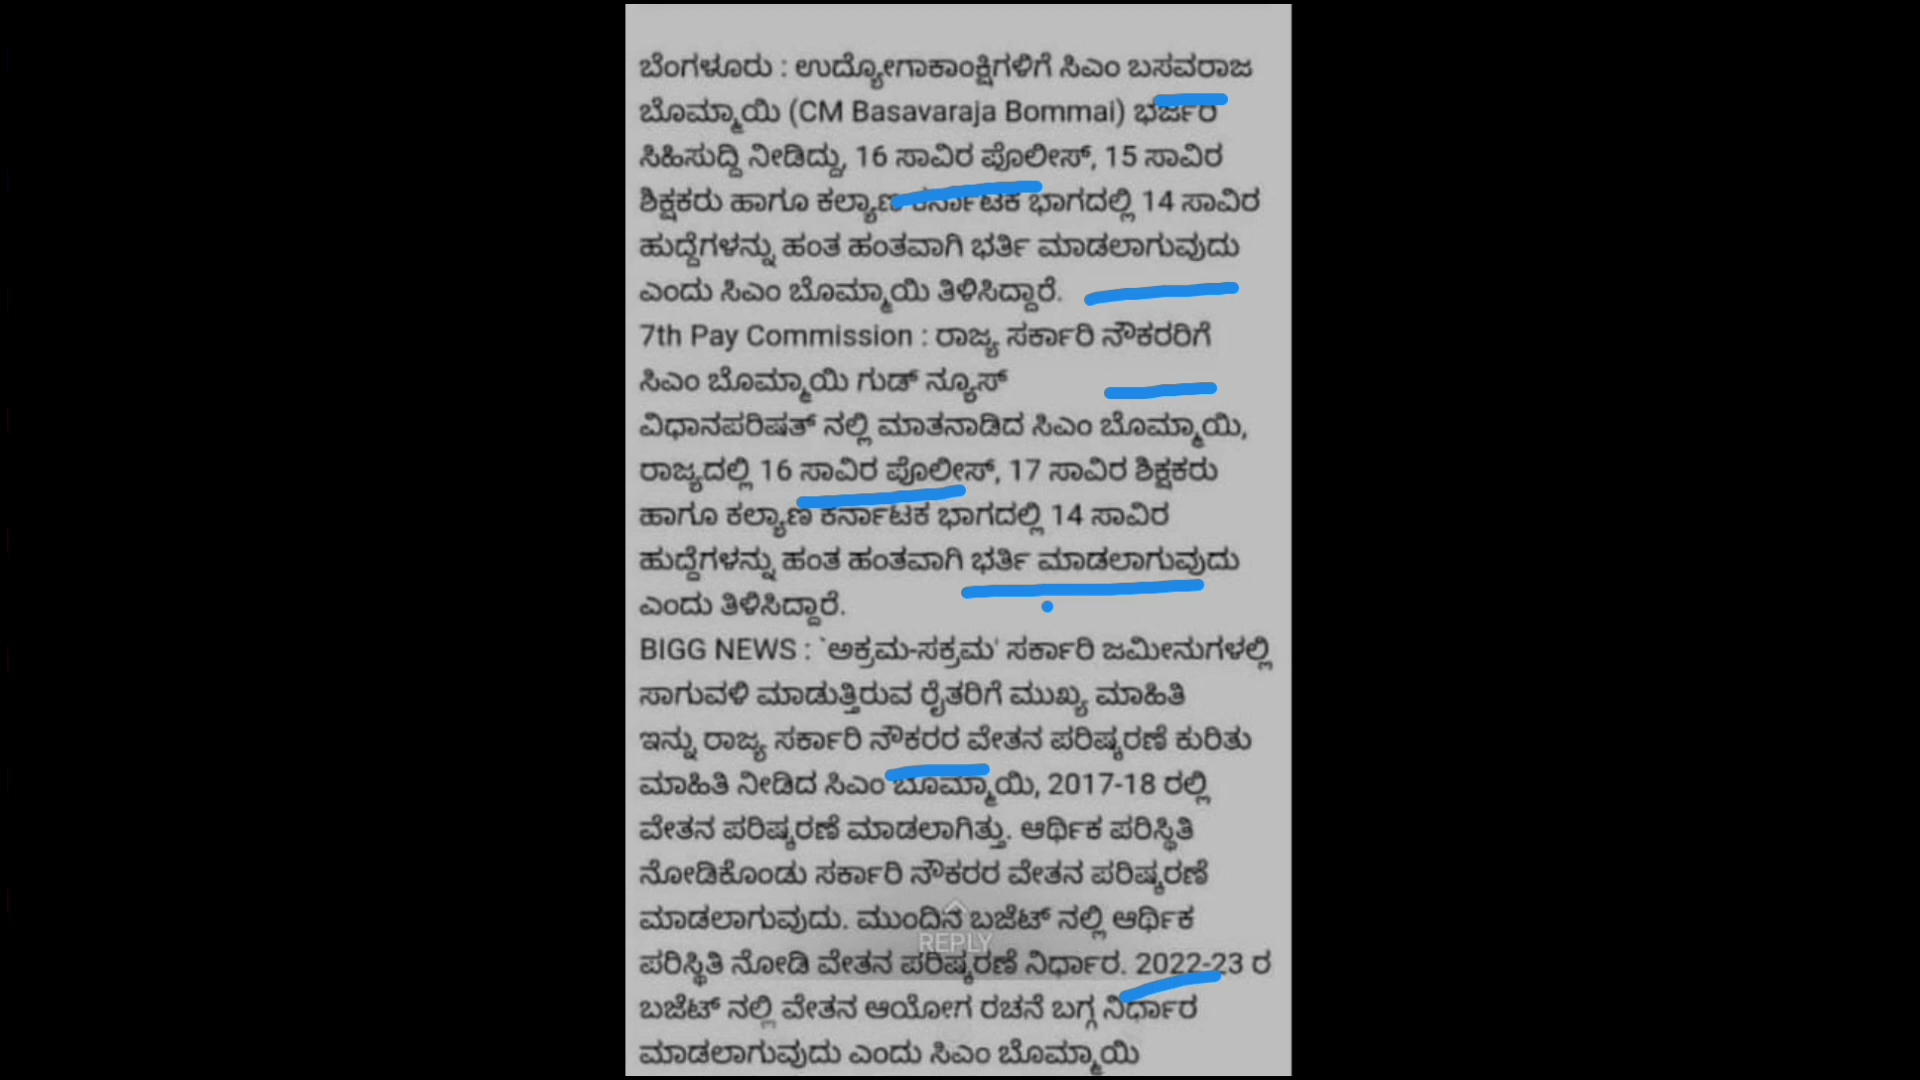 ಬೆಂಗಳೂರು : ಉದ್ಯೋಗಾಕಾಂಕ್ಷಿಗಳಿಗೆ ಸಿಎಂ ಬಸವರಾಜ
ಬೊಮ್ಮಾಯಿ (CM Basavaraja Bommai) ಭರ್ಜರಿ
ಸಿಹಿಸುದ್ದಿ ನೀಡಿದ್ದು, 16 ಸಾವಿರ ಪೊಲೀಸ್, 15 ಸಾವಿರ
ಶಿಕ್ಷಕರು ಹಾಗೂ ಕಲ್ಯಾಣ ಕರ್ನಾಟಕ ಭಾಗದಲ್ಲಿ 14 ಸಾವಿರ
ಹುದ್ದೆಗಳನ್ನು ಹಂತ ಹಂತವಾಗಿ ಭರ್ತಿ ಮಾಡಲಾಗುವುದು
ಎಂದು ಸಿಎಂ ಬೊಮ್ಮಾಯಿ ತಿಳಿಸಿದ್ದಾರೆ.
7th Pay Commission : ರಾಜ್ಯ ಸರ್ಕಾರಿ ನೌಕರರಿಗೆ
ಸಿಎಂ ಬೊಮ್ಮಾಯಿ ಗುಡ್ ನ್ಯೂಸ್
ವಿಧಾನಪರಿಷತ್ ನಲ್ಲಿ ಮಾತನಾಡಿದ ಸಿಎಂ ಬೊಮ್ಮಾಯಿ,
ರಾಜ್ಯದಲ್ಲಿ 16 ಸಾವಿರ ಪೊಲೀಸ್, 17 ಸಾವಿರ ಶಿಕ್ಷಕರು
ಹಾಗೂ ಕಲ್ಯಾಣ ಕರ್ನಾಟಕ ಭಾಗದಲ್ಲಿ 14 ಸಾವಿರ
ಹುದ್ದೆಗಳನ್ನು ಹಂತ ಹಂತವಾಗಿ ಭರ್ತಿ ಮಾಡಲಾಗುವುದು
ಎಂದು ತಿಳಿಸಿದ್ದಾರೆ.
BIGG NEWS : `ಅಕ್ರಮ-ಸಕ್ರಮ' ಸರ್ಕಾರಿ ಜಮೀನುಗಳಲ್ಲಿ
ಸಾಗುವಳಿ ಮಾಡುತ್ತಿರುವ ರೈತರಿಗೆ ಮುಖ್ಯ ಮಾಹಿತಿ
ಇನ್ನು ರಾಜ್ಯ ಸರ್ಕಾರಿ ನೌಕರರ ವೇತನ ಪರಿಷ್ಕರಣೆ ಕುರಿತು
ಮಾಹಿತಿ ನೀಡಿದ ಸಿಎಂ ಬೊಮ್ಮಾಯಿ, 2017-18 ರಲ್ಲಿ
ವೇತನ ಪರಿಷ್ಕರಣೆ ಮಾಡಲಾಗಿತ್ತು. ಆರ್ಥಿಕ ಪರಿಸ್ಥಿತಿ
ನೋಡಿಕೊಂಡು ಸರ್ಕಾರಿ ನೌಕರರ ವೇತನ ಪರಿಷ್ಕರಣೆ
ಮಾಡಲಾಗುವುದು. ಮುಂದಿನ ಬಜೆಟ್ ನಲ್ಲಿ ಆರ್ಥಿಕ
REPLY
ಪರಿಸ್ಥಿತಿ ನೋಡಿ ವೇತನ ಪರಿಷ್ಕರಣೆ ನಿರ್ಧಾರ. 2022-23 ರ
ಬಜೆಟ್ ನಲ್ಲಿ ವೇತನ ಆಯೋಗ ರಚನೆ ಬಗ್ಗ ನಿರ್ಧಾರ
ಮಾಡಲಾಗುವುದು ಎಂದು ಸಿಎಂ ಬೊಮ್ಮಾಯಿ